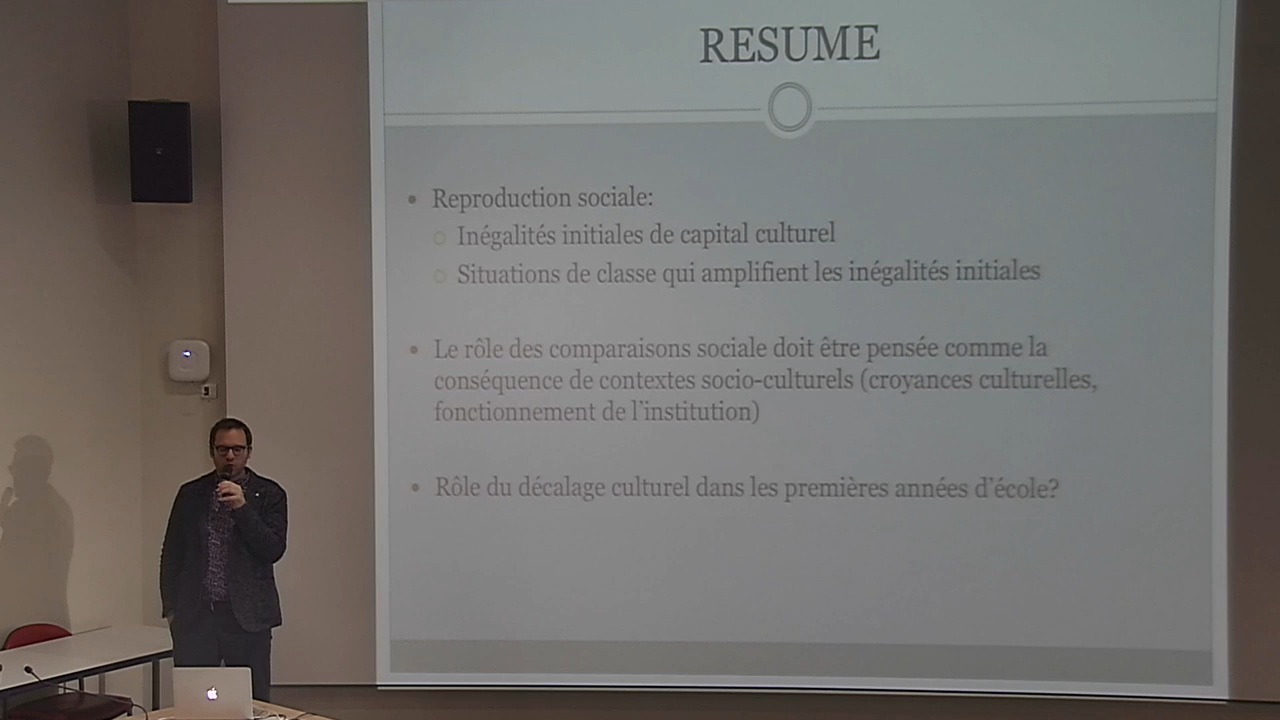 RESUME
• Reproduction sociale:
○ Inégalités initiales de capital culturel
○ Situations de classe qui amplifient les inégalités initiales
• Le rôle des comparaisons sociale doit être pensée comme la
conséquence de contextes socio-culturels (croyances culturelles,
fonctionnement de l'institution)
• Rôle du décalage culturel dans les premières années d'école?